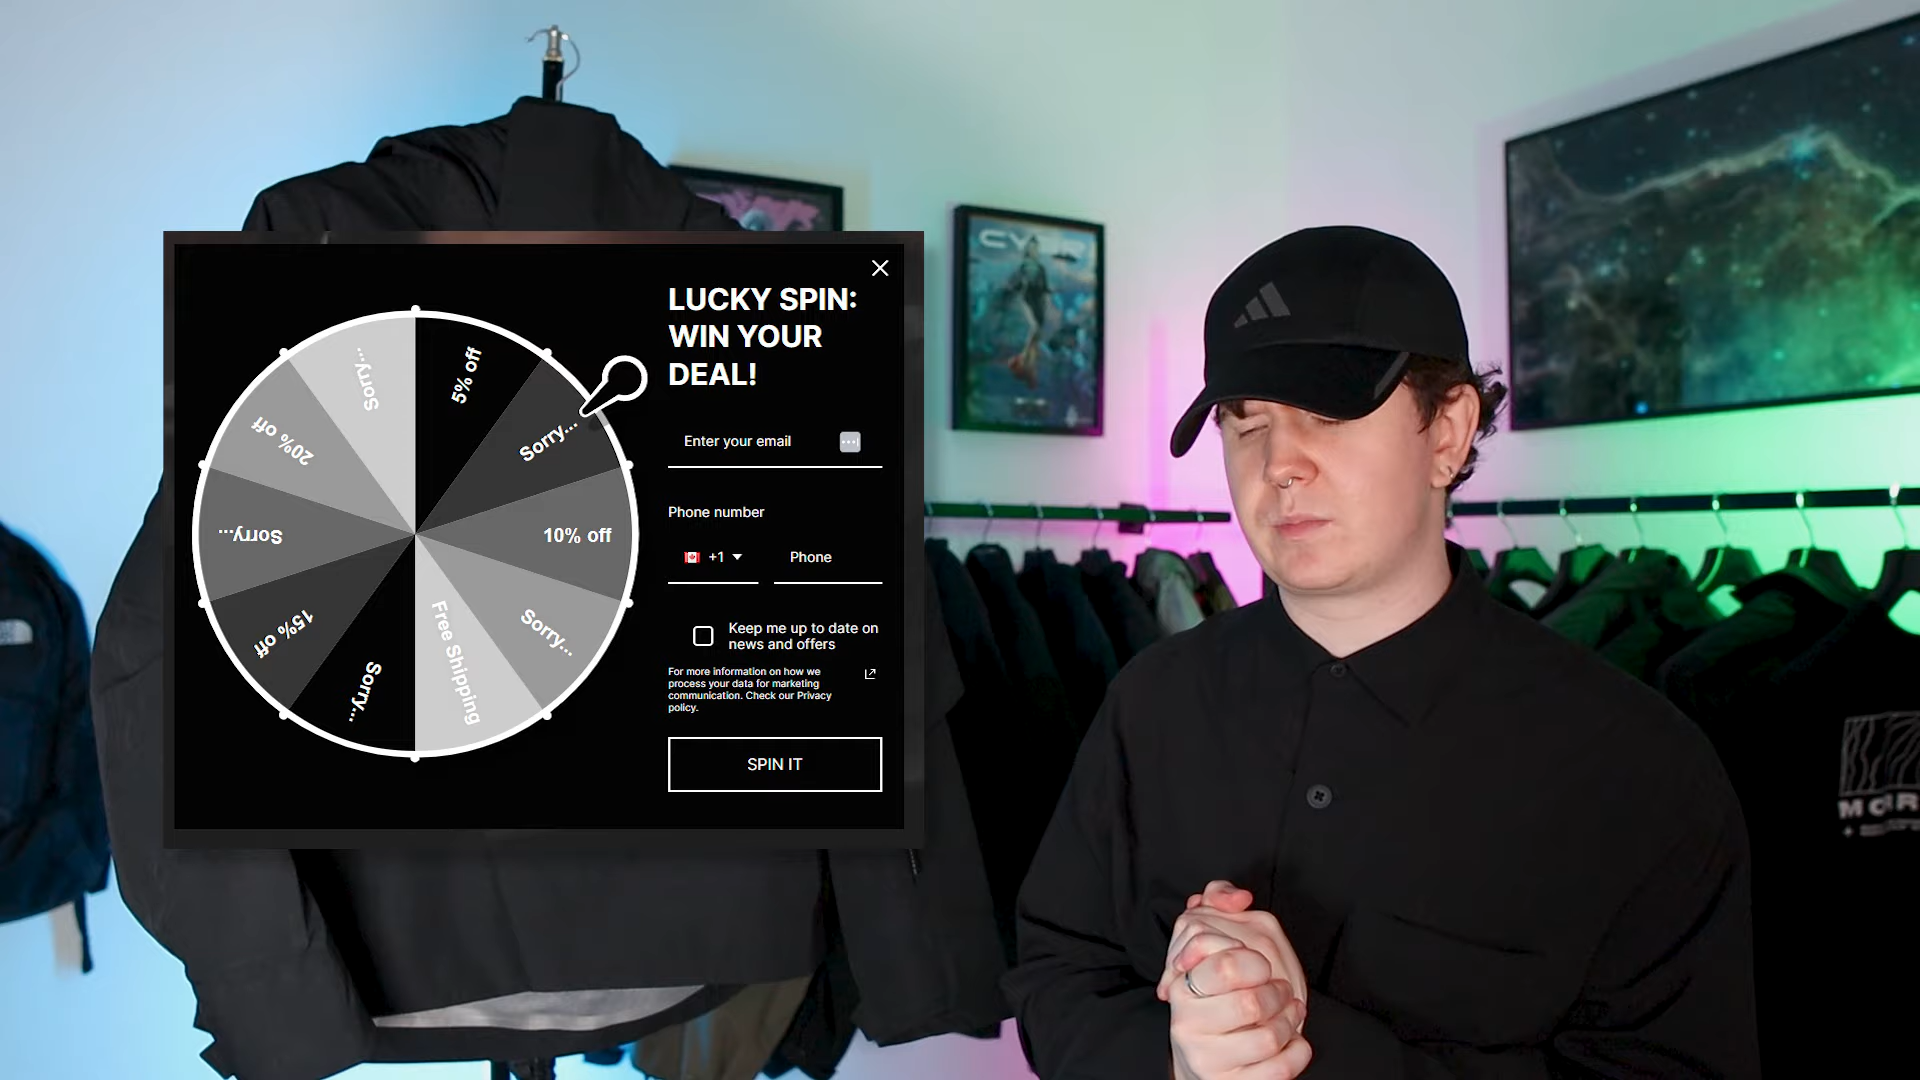 5% off
Sorry...
10% off
Sorry...
Free Shipping
Sorry...
15% off
Sorry...
20% off
Sorry...
LUCKY SPIN:
WIN YOUR
DEAL!
Enter your email
Phone number
+1
Phone
Keep me up to date on
news and offers
For more information on how we
process your data for marketing
communication. Check our Privacy
policy.
SPIN IT